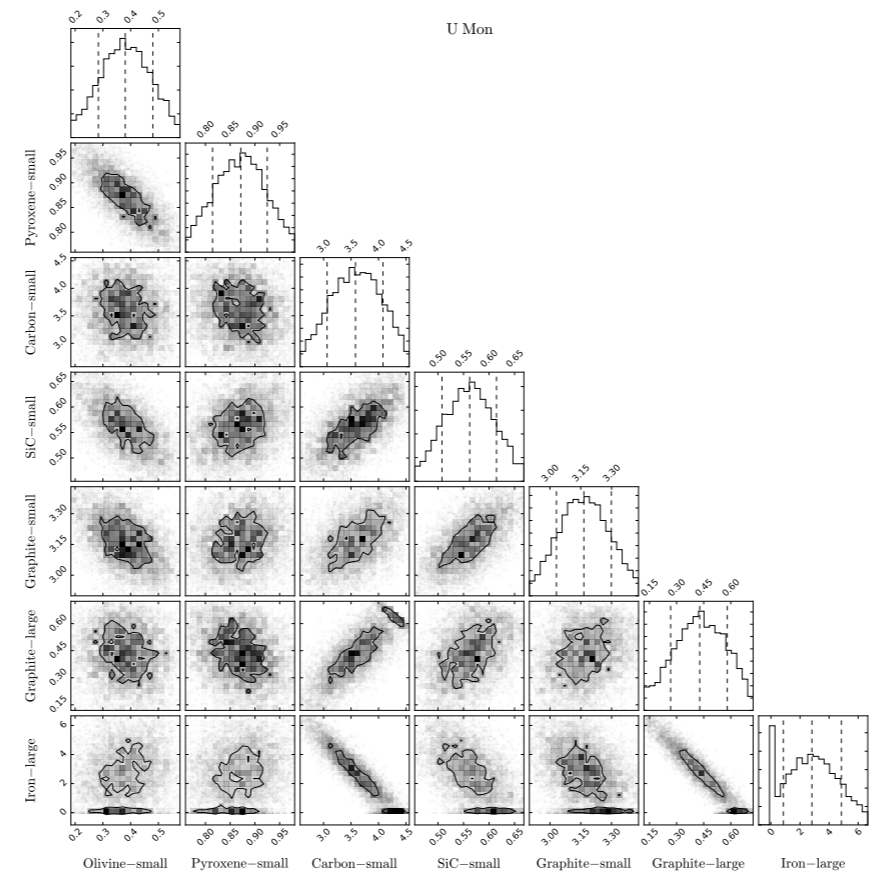 U Mon
0.2 0.3 0.4 0.5
0.80 0.85 0.90 0.95
Pyroxene−small
0.95
0.90
0.85
0.80
3.0 3.5 4.0 4.5
Carbon−small
4.5
4.0
3.5
3.0
0.50 0.55 0.60 0.65
SiC−small
0.65
0.60
0.55
0.50
3.00 3.15 3.30
Graphite−small
3.30
3.15
3.00
0.15 0.30 0.45 0.60
Graphite−large
0.60
0.45
0.30
0.15
Iron−large
6
4
2
0
0.2 0.3 0.4 0.5
0.80 0.85 0.90 0.95
3.0 3.5 4.0 4.5
0.50 0.55 0.60 0.65
3.00 3.15 3.30
0.15 0.30 0.45 0.60
0 2 4 6
Olivine−small Pyroxene−small Carbon−small SiC−small Graphite−small Graphite−large Iron−large